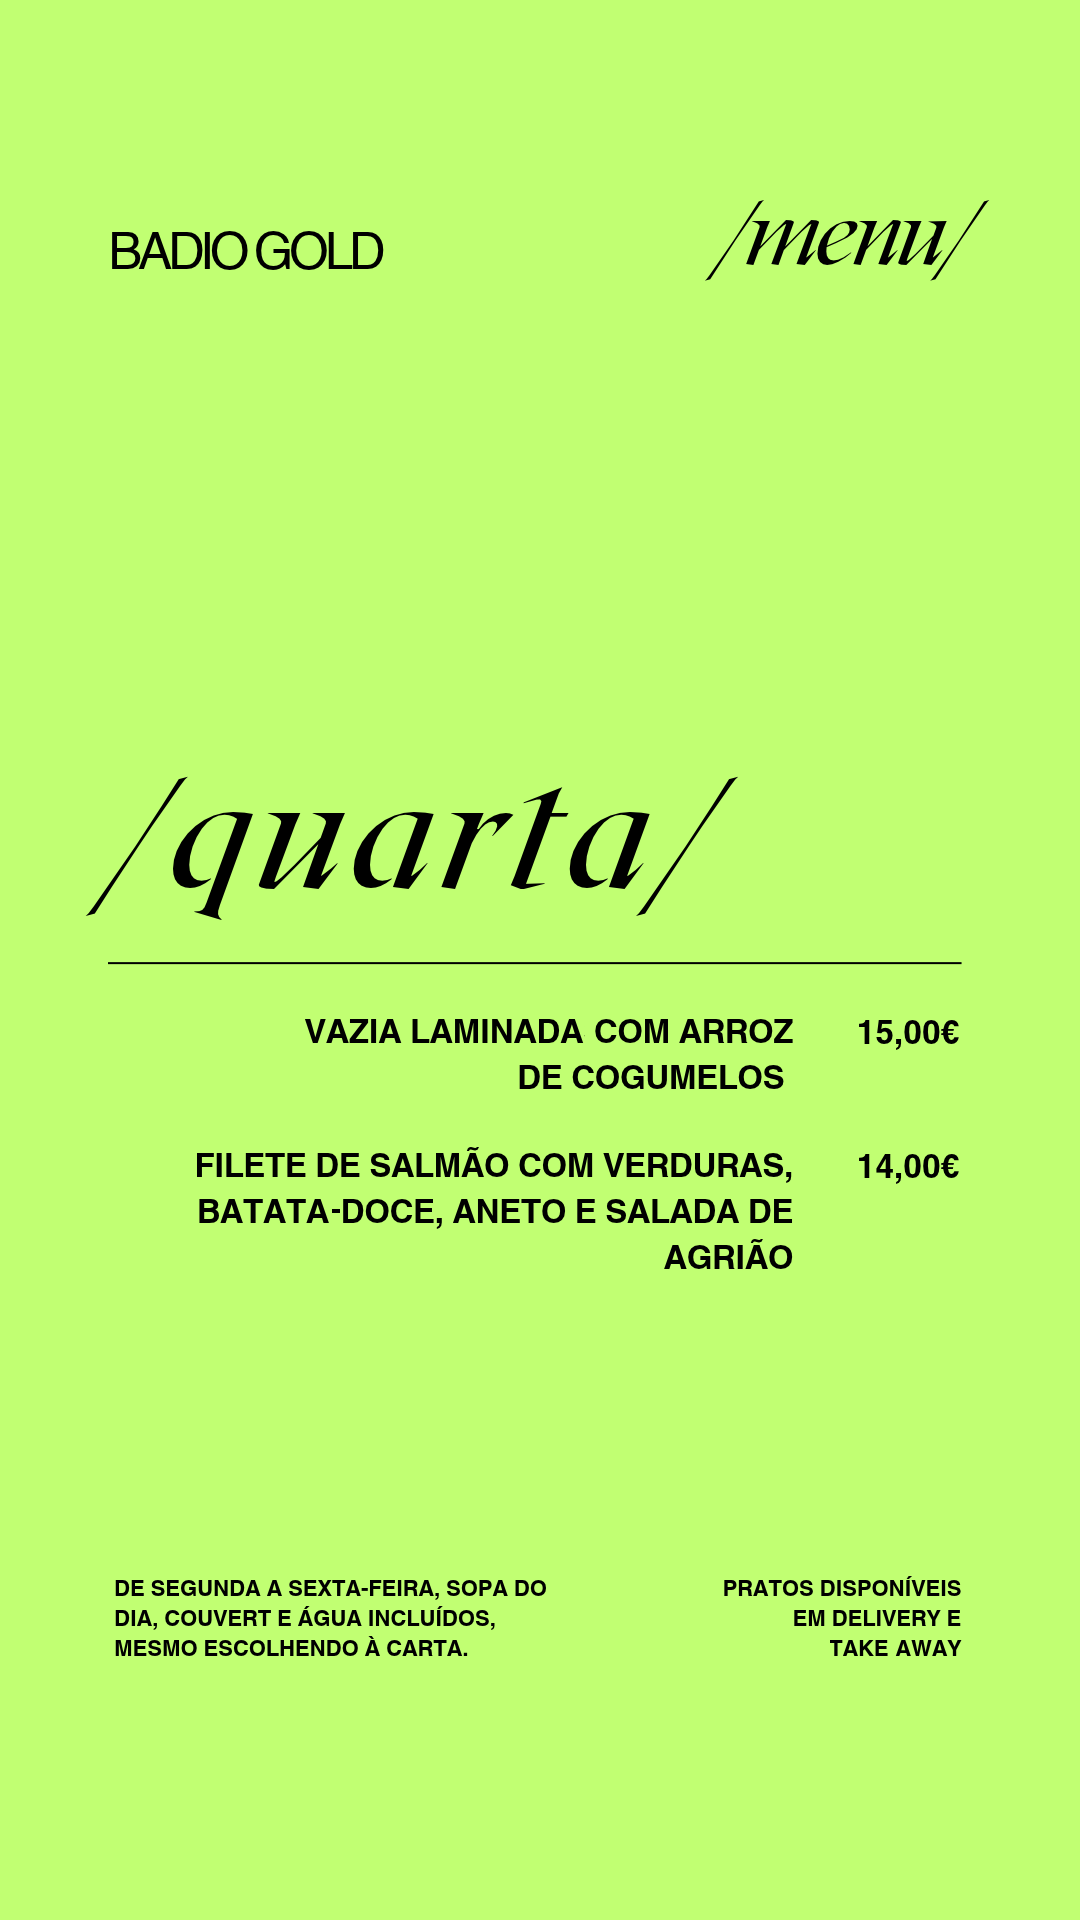 BADIO GOLD
/menu/
/quarta/
VAZIA LAMINADA COM ARROZ 15,00€
DE COGUMELOS
FILETE DE SALMÃO COM VERDURAS, 14,00€
BATATA-DOCE, ANETO E SALADA DE
AGRIÃO
DE SEGUNDA A SEXTA-FEIRA, SOPA DO
DIA, COUVERT E ÁGUA INCLUÍDOS,
MESMO ESCOLHENDO À CARTA.
PRATOS DISPONÍVEIS
EM DELIVERY E
TAKE AWAY